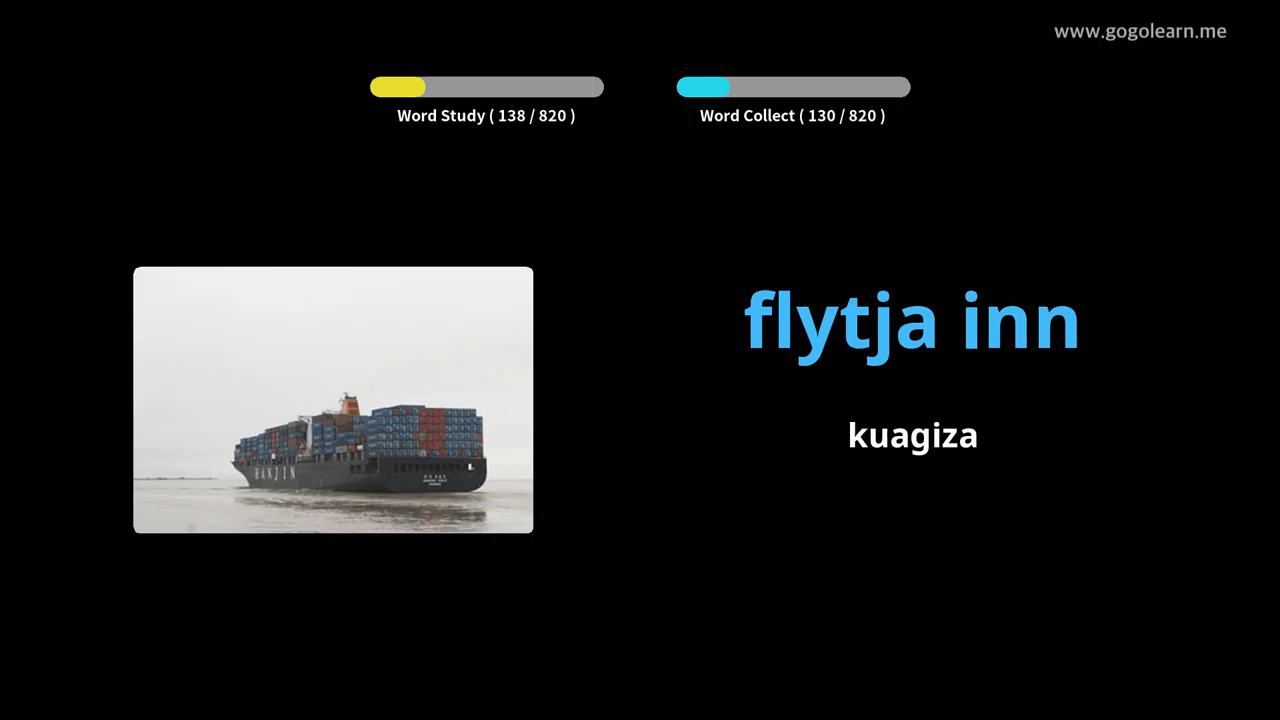 www.gogolearn.me
Word Study ( 138 / 820 )
Word Collect ( 130 / 820 )
flytja inn
kuagiza
HANJIN